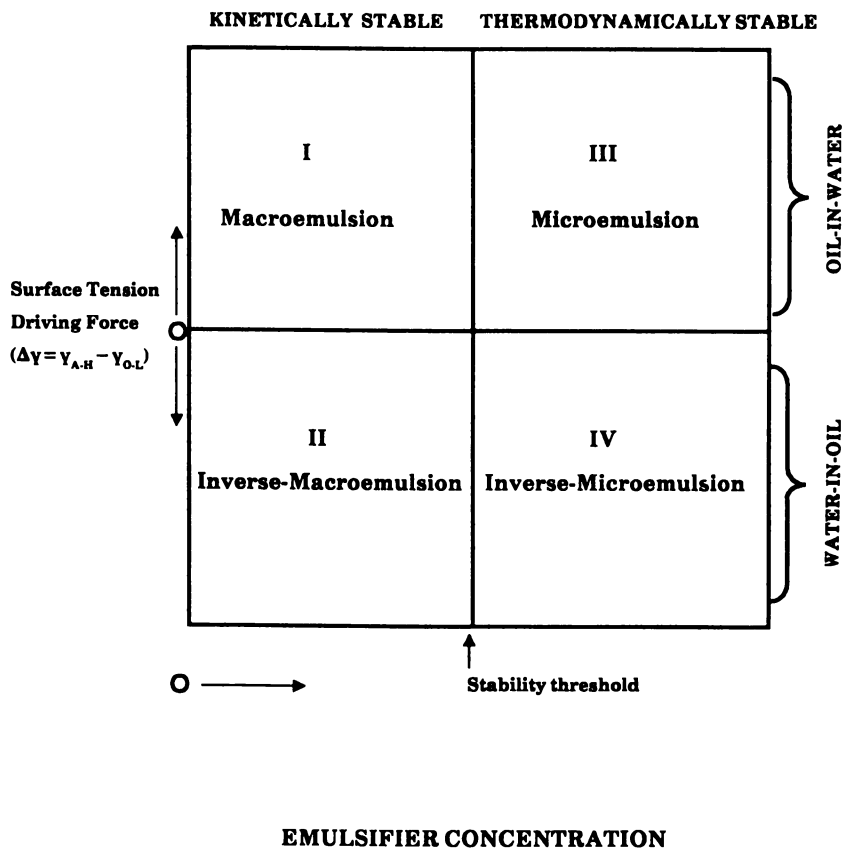 KINETICALLY STABLE
THERMODYNAMICALLY STABLE
I
Macroemulsion
III
Microemulsion
OIL-IN-WATER
Surface Tension
Driving Force
(Δγ=γA-H−γO-L)
O
II
Inverse-Macroemulsion
IV
Inverse-Microemulsion
WATER-IN-OIL
O
Stability threshold
EMULSIFIER CONCENTRATION